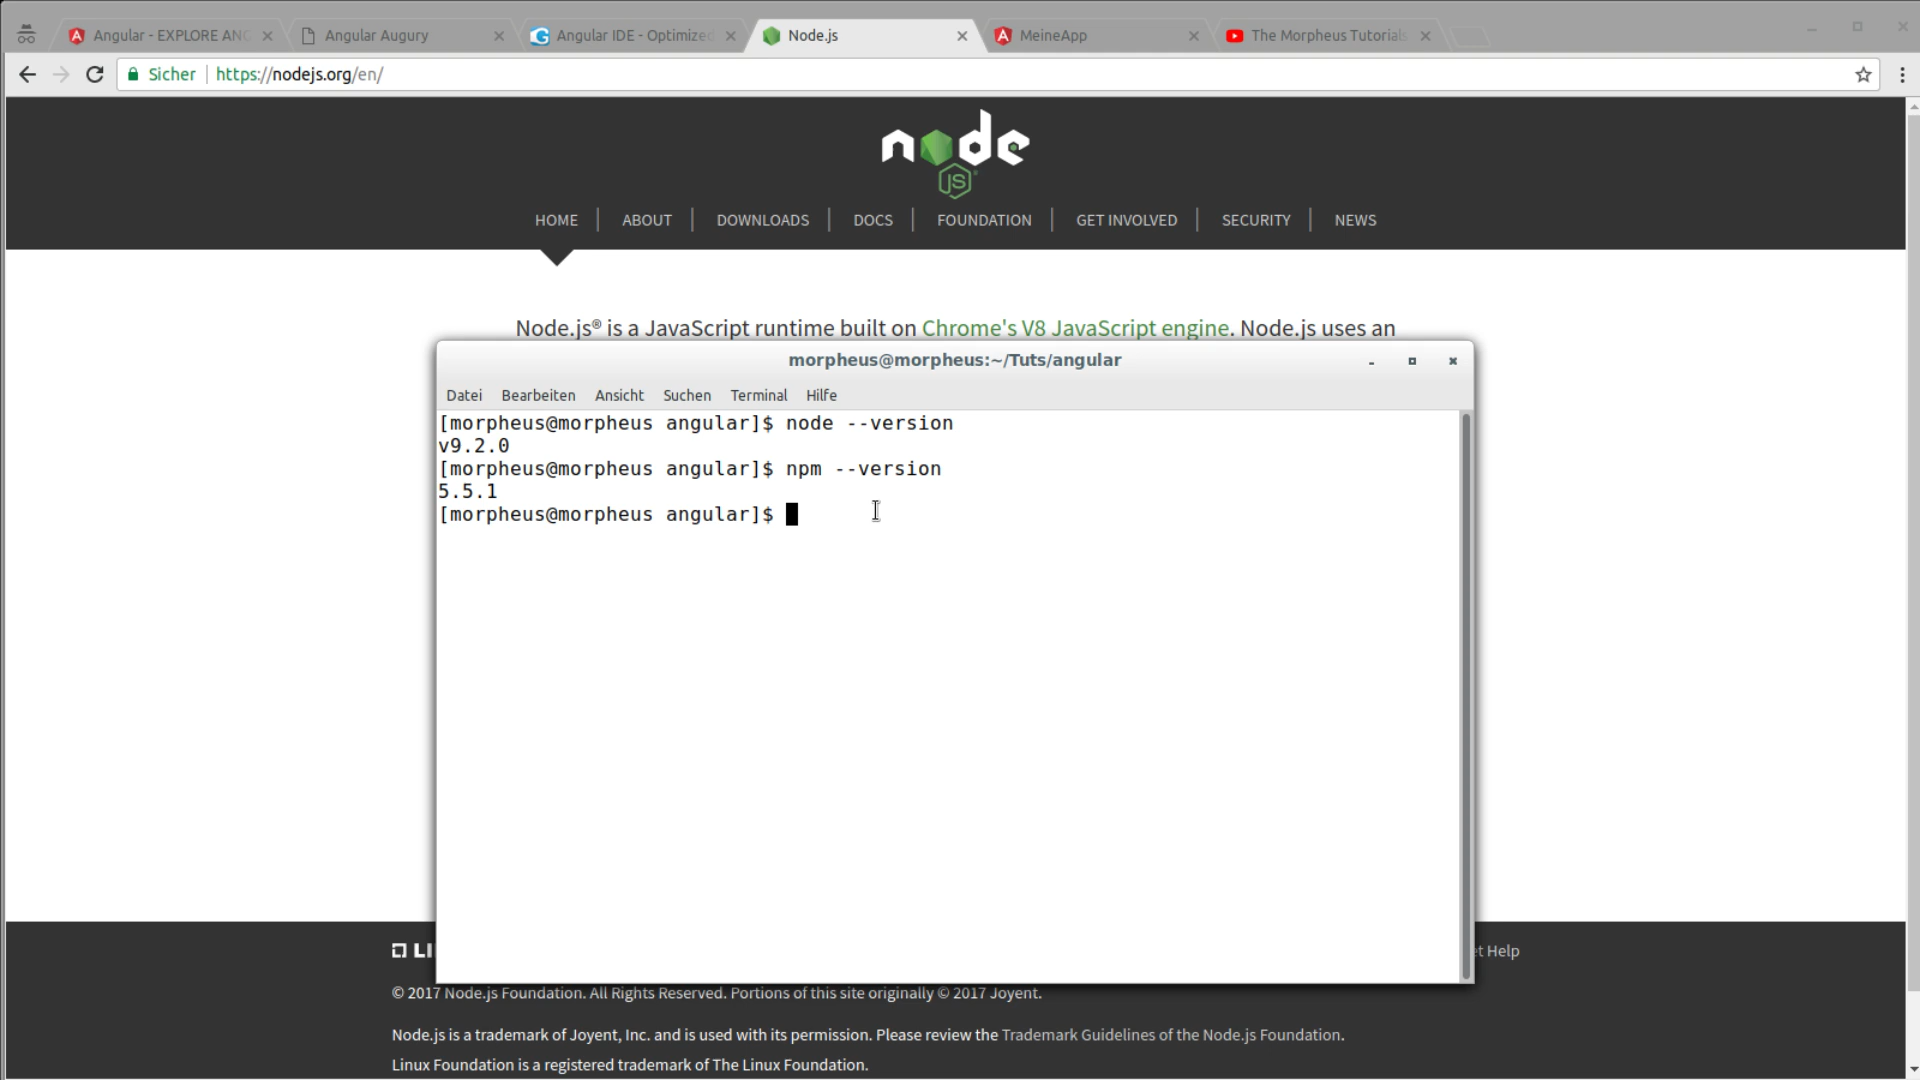 Angular - EXPLORE ANG
Angular Augury
Angular IDE - Optimized
Node.js
MeineApp
The Morpheus Tutorials
Sicher
https://nodejs.org/en/
node
JS
HOME
ABOUT
DOWNLOADS
DOCS
FOUNDATION
GET INVOLVED
SECURITY
NEWS
Node.js® is a JavaScript runtime built on Chrome's V8 JavaScript engine. Node.js uses an
morpheus@morpheus:~/Tuts/angular
Datei Bearbeiten Ansicht Suchen Terminal Hilfe
[morpheus@morpheus angular]$ node --version
v9.2.0
[morpheus@morpheus angular]$ npm --version
5.5.1
[morpheus@morpheus angular]$
LI
et Help
© 2017 Node.js Foundation. All Rights Reserved. Portions of this site originally © 2017 Joyent.
Node.js is a trademark of Joyent, Inc. and is used with its permission. Please review the Trademark Guidelines of the Node.js Foundation.
Linux Foundation is a registered trademark of The Linux Foundation.